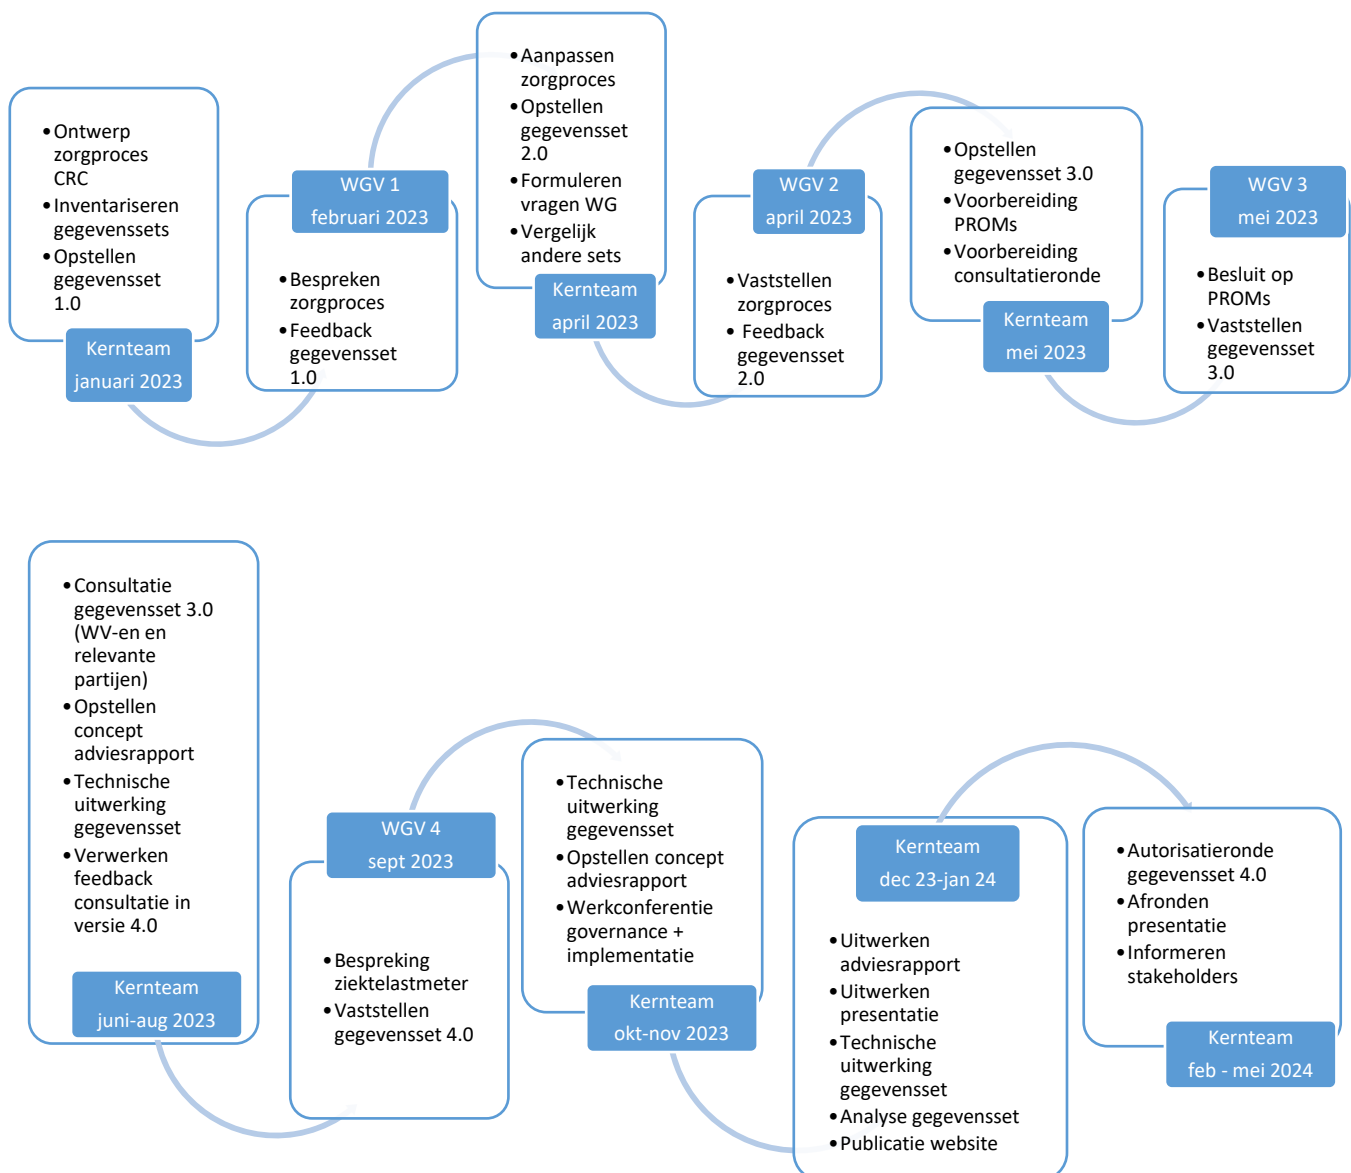 •Ontwerp
zorgproces
CRC
•Inventariseren
gegevenssets
•Opstellen
gegevensset
1.0
Kernteam
januari 2023
WGV 1
februari 2023
•Bespreken
zorgproces
•Feedback
gegevensset
1.0
•Aanpassen
zorgproces
•Opstellen
gegevensset
2.0
•Formuleren
vragen WG
•Vergelijk
andere sets
Kernteam
april 2023
WGV 2
april 2023
•Vaststellen
zorgproces
• Feedback
gegevensset
2.0
•Opstellen
gegevensset 3.0
•Voorbereiding
PROMs
•Voorbereiding
consultatieronde
Kernteam
mei 2023
WGV 3
mei 2023
•Besluit op
PROMs
•Vaststellen
gegevensset
3.0
•Consultatie
gegevensset 3.0
(WV-en en
relevante
partijen)
•Opstellen
concept
adviesrapport
•Technische
uitwerking
gegevensset
•Verwerken
feedback
consultatie in
versie 4.0
Kernteam
juni-aug 2023
WGV 4
sept 2023
•Bespreking
ziektelastmeter
•Vaststellen
gegevensset 4.0
•Technische
uitwerking
gegevensset
•Opstellen concept
adviesrapport
•Werkconferentie
governance +
implementatie
Kernteam
okt-nov 2023
Kernteam
dec 23-jan 24
•Uitwerken
adviesrapport
•Uitwerken
presentatie
•Technische
uitwerking
gegevensset
•Analyse gegevensset
•Publicatie website
•Autorisatieronde
gegevensset 4.0
•Afronden
presentatie
•Informeren
stakeholders
Kernteam
feb - mei 2024